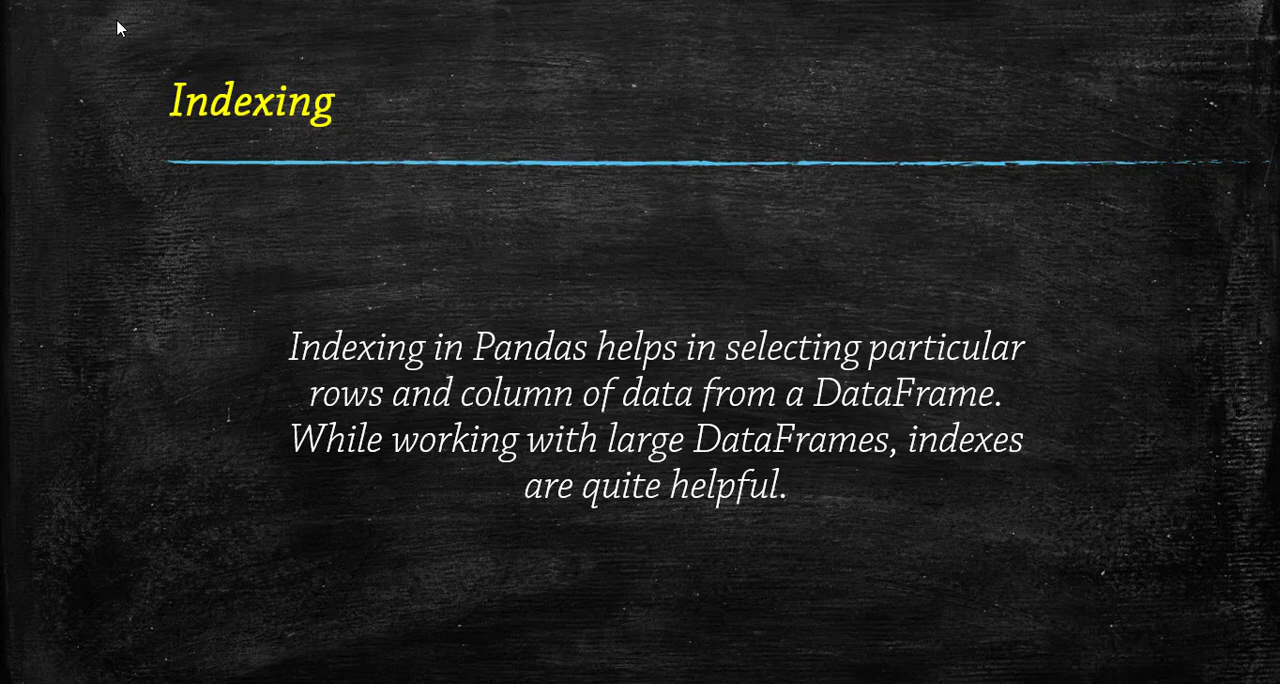 Indexing
Indexing in Pandas helps in selecting particular
rows and column of data from a DataFrame.
While working with large DataFrames, indexes
are quite helpful.